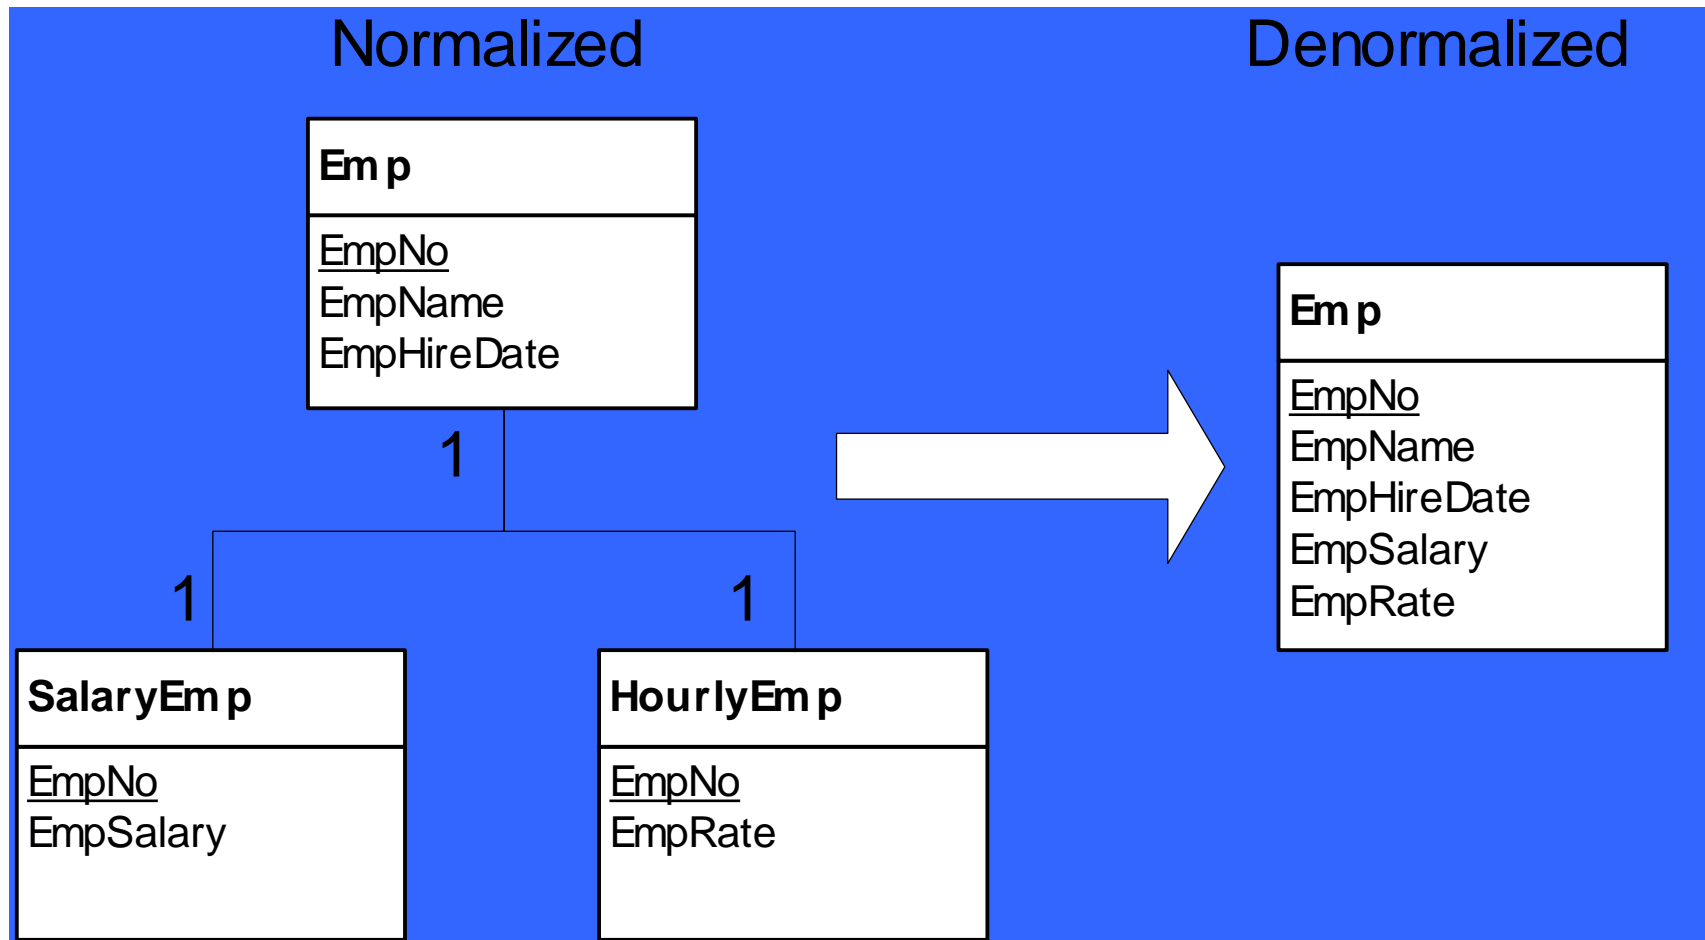 Normalized
Denormalized
Emp
EmpNo
EmpName
EmpHireDate
1
1
1
SalaryEmp
EmpNo
EmpSalary
HourlyEmp
EmpNo
EmpRate
Emp
EmpNo
EmpName
EmpHireDate
EmpSalary
EmpRate